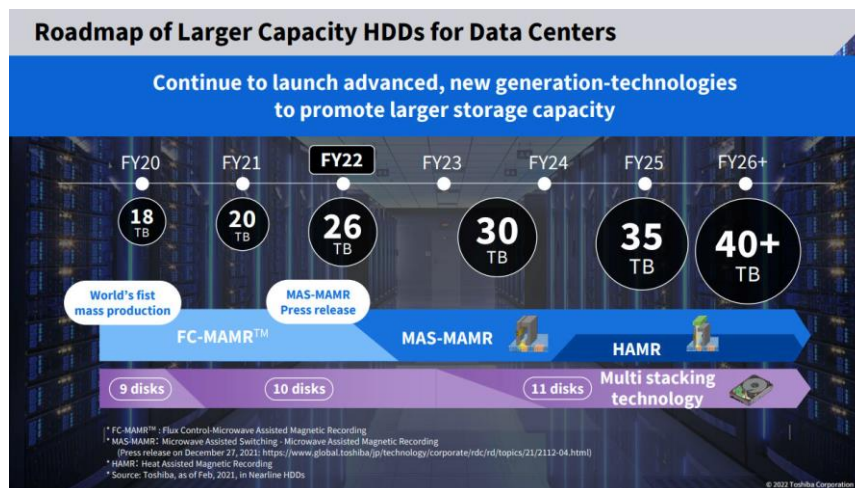 Roadmap of Larger Capacity HDDs for Data Centers
Continue to launch advanced, new generation-technologies
to promote larger storage capacity
FY20 FY21 FY22 FY23 FY24 FY25 FY26+
18 TB
20 TB
26 TB
30 TB
35 TB
40+ TB
World's fist
mass production
MAS-MAMR
Press release
FC-MAMR™
MAS-MAMR
HAMR
9 disks
10 disks
11 disks
Multi stacking
technology
* FC-MAMR™ : Flux Control-Microwave Assisted Magnetic Recording
* MAS-MAMR: Microwave Assisted Switching - Microwave Assisted Magnetic Recording
(Press release on December 27, 2021; https://www.global.toshiba/jp/technology/corporate/rdc/rd/topics/21/2112-04.html)
* HAMR: Heat Assisted Magnetic Recording
* Source: Toshiba, as of Feb, 2021, in Nearline HDDs
© 2022 Toshiba Corporation